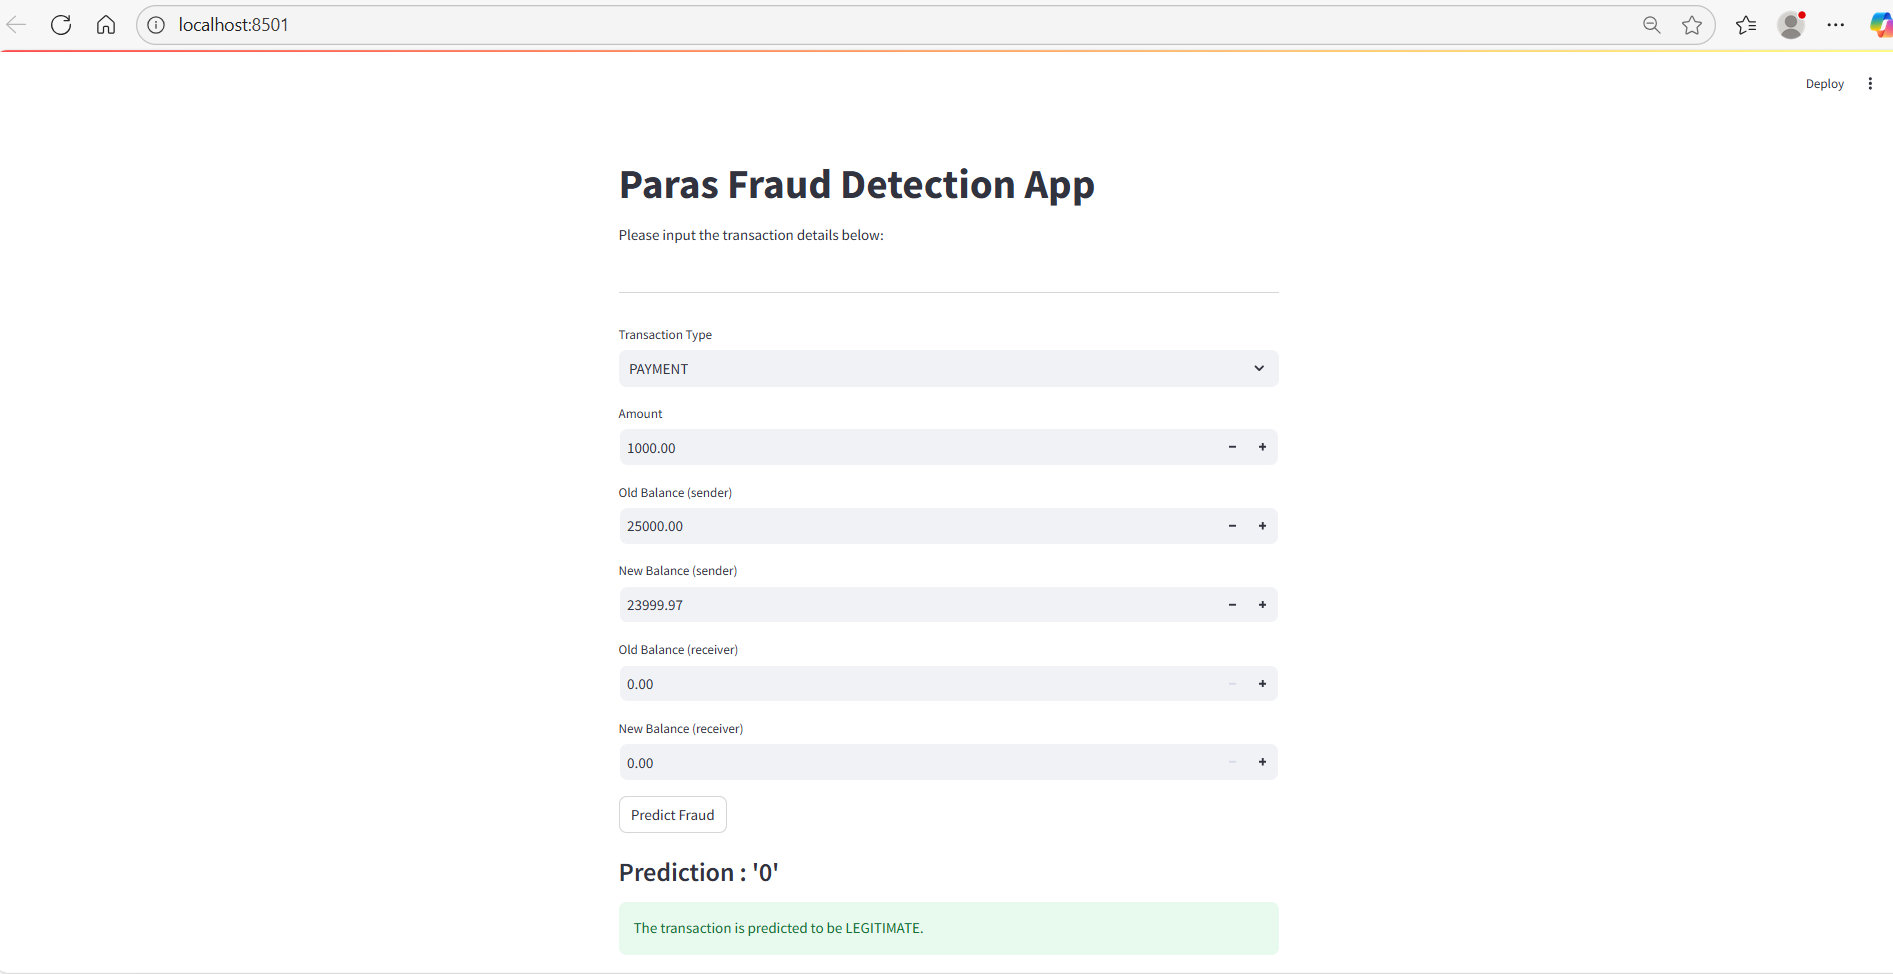 localhost:8501
Deploy
Paras Fraud Detection App
Please input the transaction details below:
Transaction Type
PAYMENT
Amount
1000.00
Old Balance (sender)
25000.00
New Balance (sender)
23999.97
Old Balance (receiver)
0.00
New Balance (receiver)
0.00
Predict Fraud
Prediction : '0'
The transaction is predicted to be LEGITIMATE.